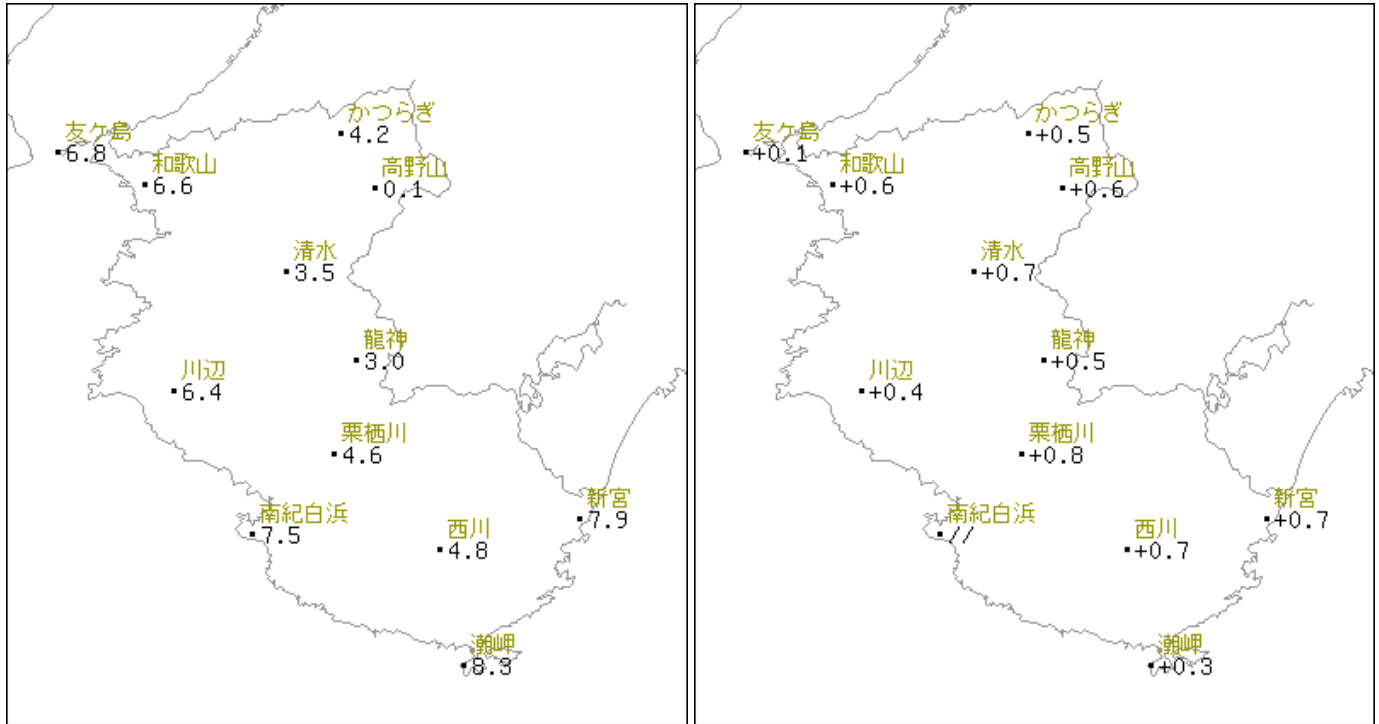 かつらぎ
4.2
友ケ島
6.8
和歌山
6.6
高野山
0.1
清水
3.5
龍神
3.0
川辺
6.4
栗栖川
4.6
南紀白浜
7.5
西川
4.8
新宮
7.9
潮岬
8.3
かつらぎ
+0.5
友ケ島
+0.1
和歌山
+0.6
高野山
+0.6
清水
+0.7
龍神
+0.5
川辺
+0.4
栗栖川
+0.8
南紀白浜
//
西川
+0.7
新宮
+0.7
潮岬
+0.3